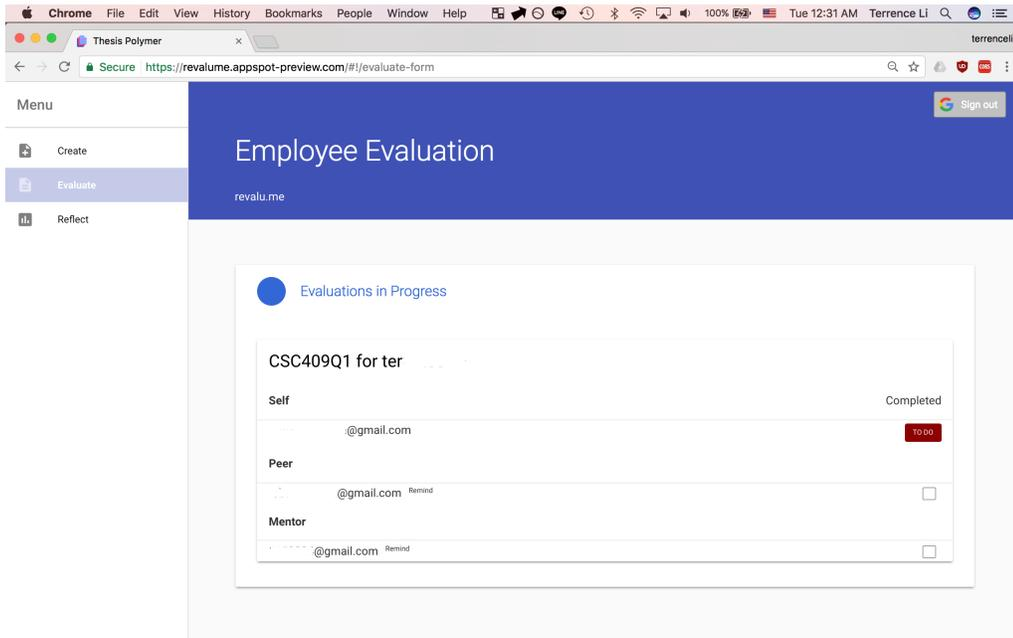 Chrome File Edit View History Bookmarks People Window Help 100% Tue 12:31 AM Terrence Li
Thesis Polymer × terrenceli
Secure https://revalume.appspot-preview.com/#!/evaluate-form
Menu
Sign out
Create
Employee Evaluation
Evaluate
revalu.me
Reflect
Evaluations in Progress
CSC409Q1 for ter
Self Completed
@gmail.com TO DO
Peer
@gmail.com Remind
Mentor
@gmail.com Remind